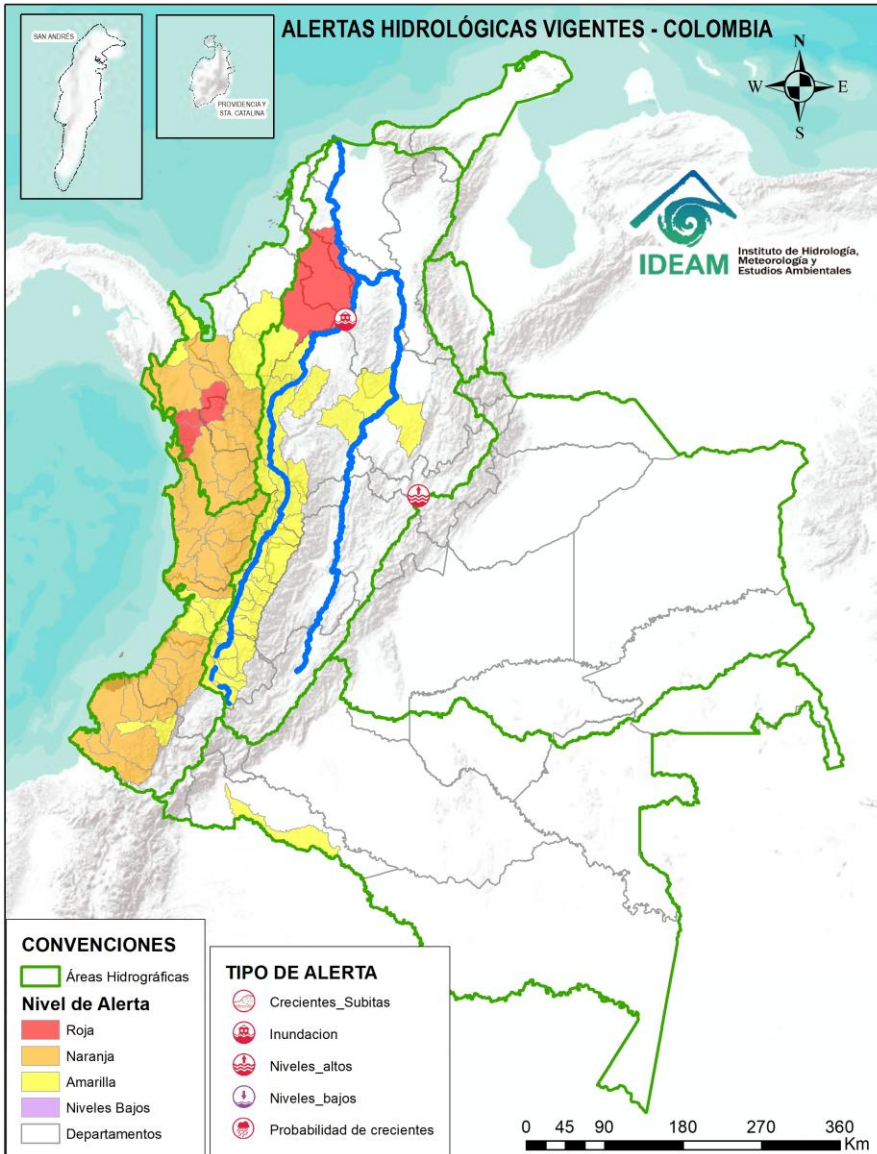 ALERTAS HIDROLÓGICAS VIGENTES - COLOMBIA
SAN ANDRÉS
PROVIDENCIA Y
STA. CATALINA
N
W
E
S
IDEAM
Instituto de Hidrología,
Meteorología y
Estudios Ambientales
CONVENCIONES
Áreas Hidrográficas
Nivel de Alerta
Roja
Naranja
Amarilla
Niveles Bajos
Departamentos
TIPO DE ALERTA
Crecientes_Subitas
Inundacion
Niveles_altos
Niveles_bajos
Probabilidad de crecientes
0 45 90 180 270 360
Km